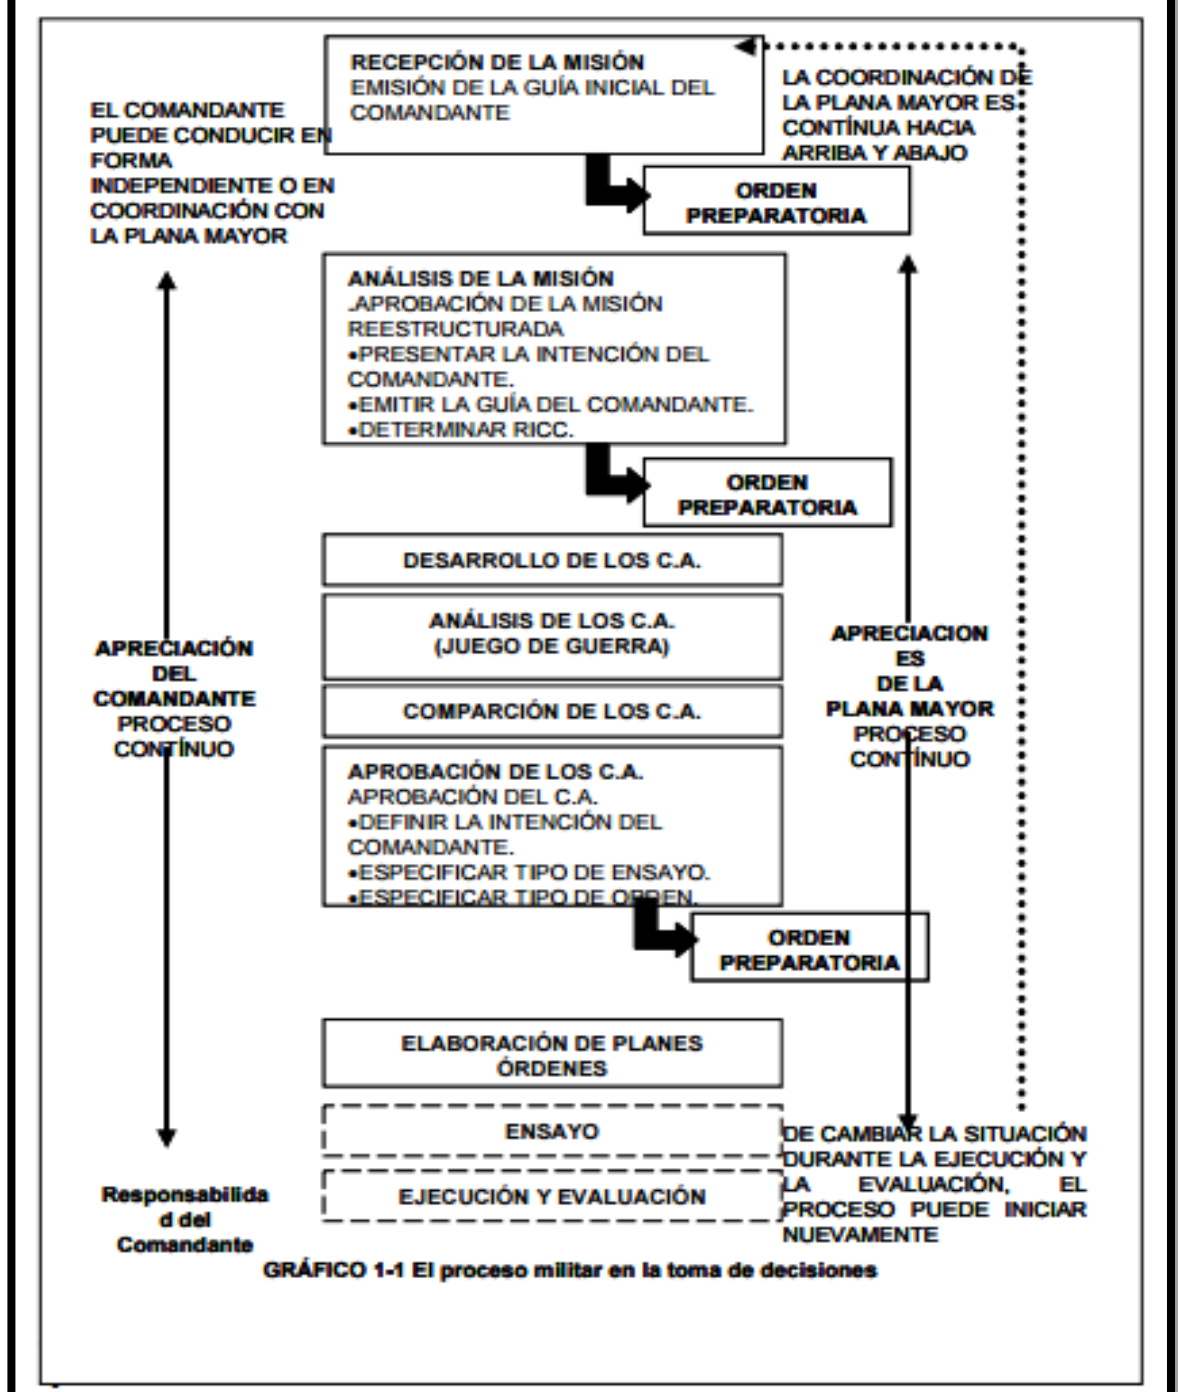 RECEPCIÓN DE LA MISIÓN
EMISIÓN DE LA GUÍA INICIAL DEL
COMANDANTE
LA COORDINACIÓN DE
LA PLANA MAYOR ES
CONTÍNUA HACIA
ARRIBA Y ABAJO
EL COMANDANTE
PUEDE CONDUCIR EN
FORMA
INDEPENDIENTE O EN
COORDINACIÓN CON
LA PLANA MAYOR
ORDEN
PREPARATORIA
ANÁLISIS DE LA MISIÓN
.APROBACIÓN DE LA MISIÓN
REESTRUCTURADA
•PRESENTAR LA INTENCIÓN DEL
COMANDANTE.
•EMITIR LA GUÍA DEL COMANDANTE.
•DETERMINAR RICC.
ORDEN
PREPARATORIA
DESARROLLO DE LOS C.A.
ANÁLISIS DE LOS C.A.
(JUEGO DE GUERRA)
COMPARCIÓN DE LOS C.A.
APRECIACIÓN
DEL
COMANDANTE
PROCESO
CONTÍNUO
APRECIACION
ES
DE LA
PLANA MAYOR
PROCESO
CONTÍNUO
APROBACIÓN DE LOS C.A.
APROBACIÓN DEL C.A.
•DEFINIR LA INTENCIÓN DEL
COMANDANTE.
•ESPECIFICAR TIPO DE ENSAYO.
•ESPECIFICAR TIPO DE ORDEN.
ORDEN
PREPARATORIA
ELABORACIÓN DE PLANES
ÓRDENES
ENSAYO
EJECUCIÓN Y EVALUACIÓN
DE CAMBIAR LA SITUACIÓN
DURANTE LA EJECUCIÓN Y
LA EVALUACIÓN, EL
PROCESO PUEDE INICIAR
NUEVAMENTE
Responsabilida
d del
Comandante
GRÁFICO 1-1 El proceso militar en la toma de decisiones